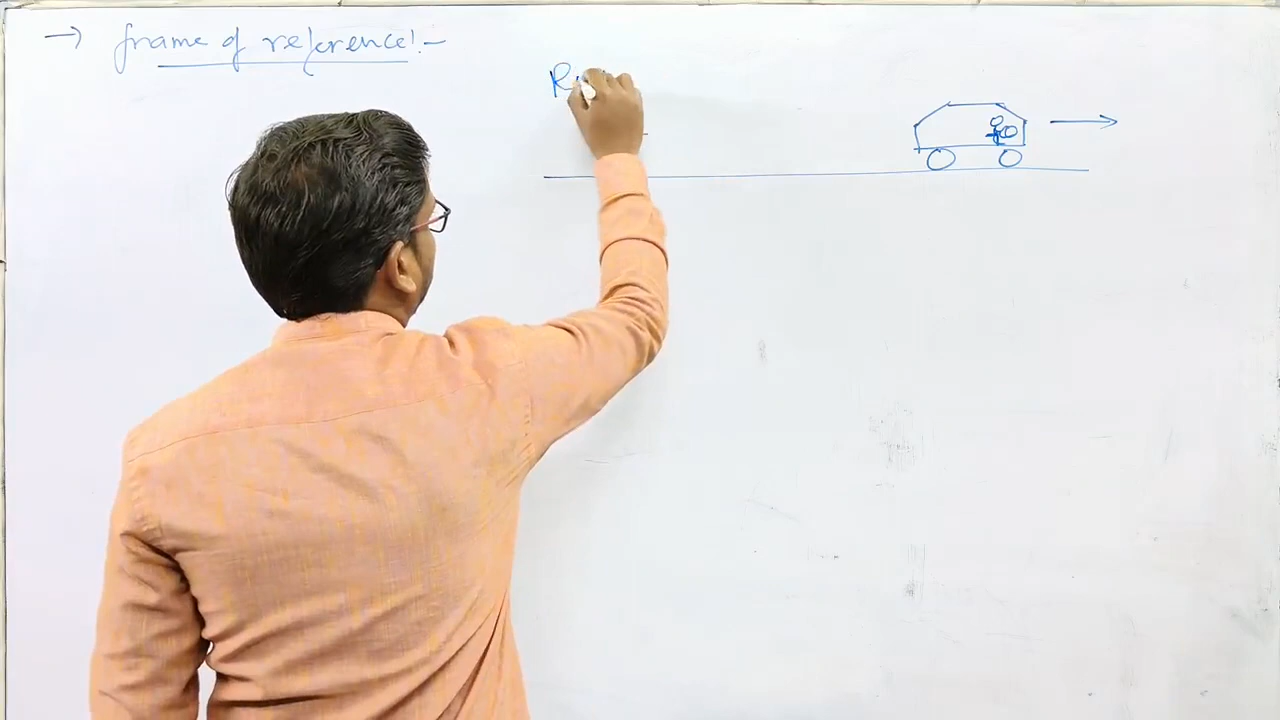 → frame of reference:-
R